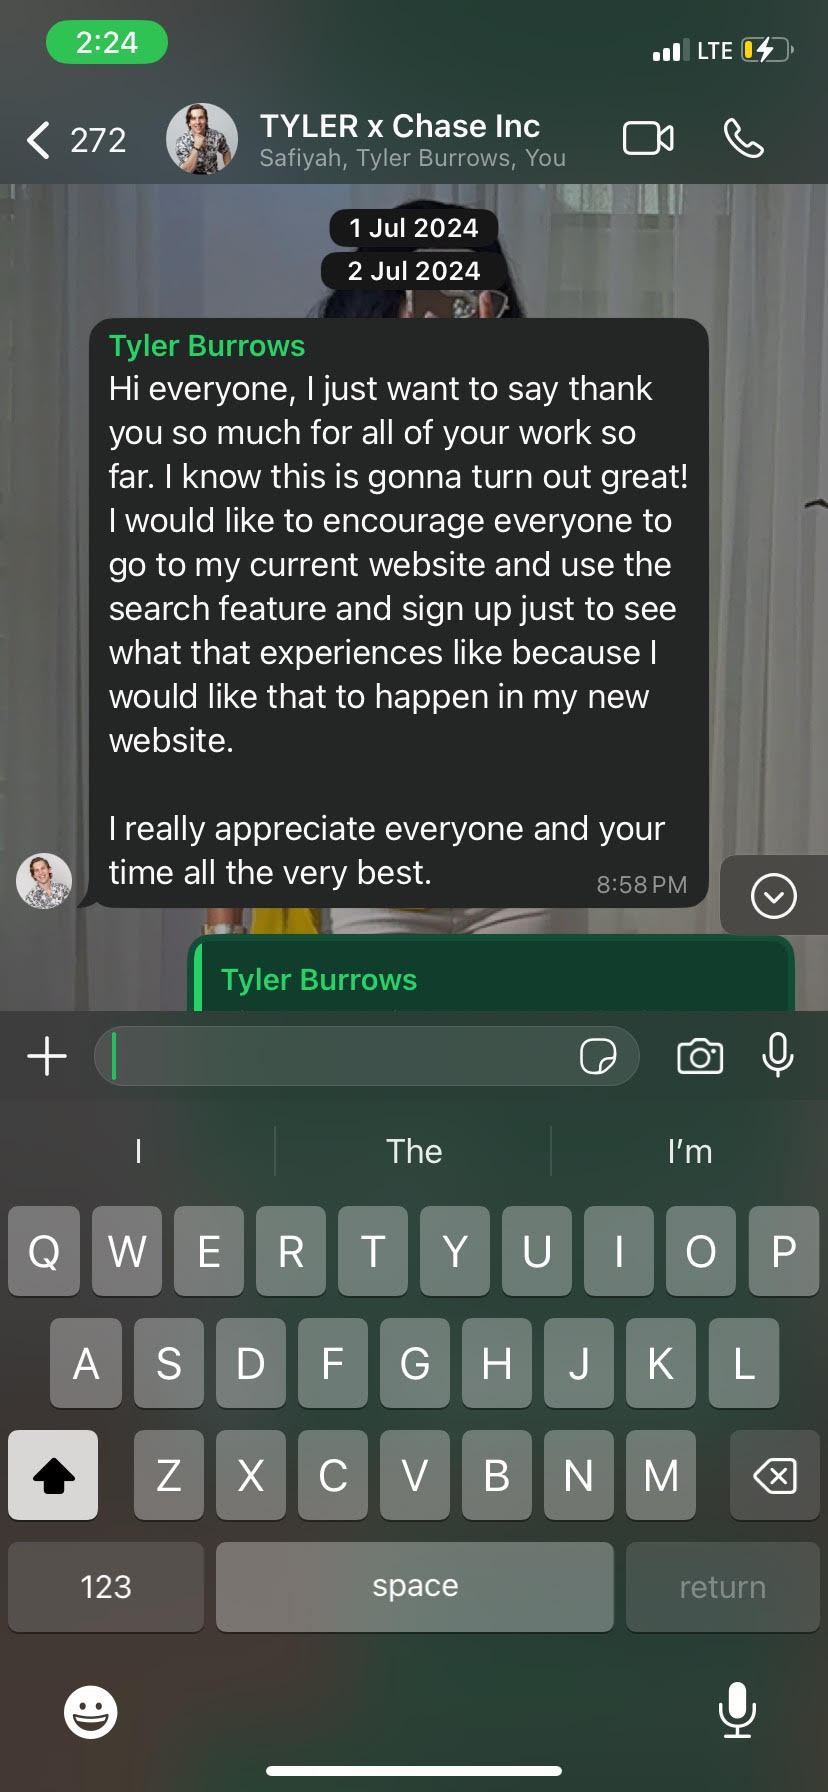 2:24
LTE
272
TYLER x Chase Inc
Safiyah, Tyler Burrows, You
1 Jul 2024
2 Jul 2024
Tyler Burrows
Hi everyone, I just want to say thank
you so much for all of your work so
far. I know this is gonna turn out great!
I would like to encourage everyone to
go to my current website and use the
search feature and sign up just to see
what that experiences like because I
would like that to happen in my new
website.
I really appreciate everyone and your
time all the very best.
8:58 PM
Tyler Burrows
I The I'm
Q W E R T Y U I O P
A S D F G H J K L
Z X C V B N M
123 space return